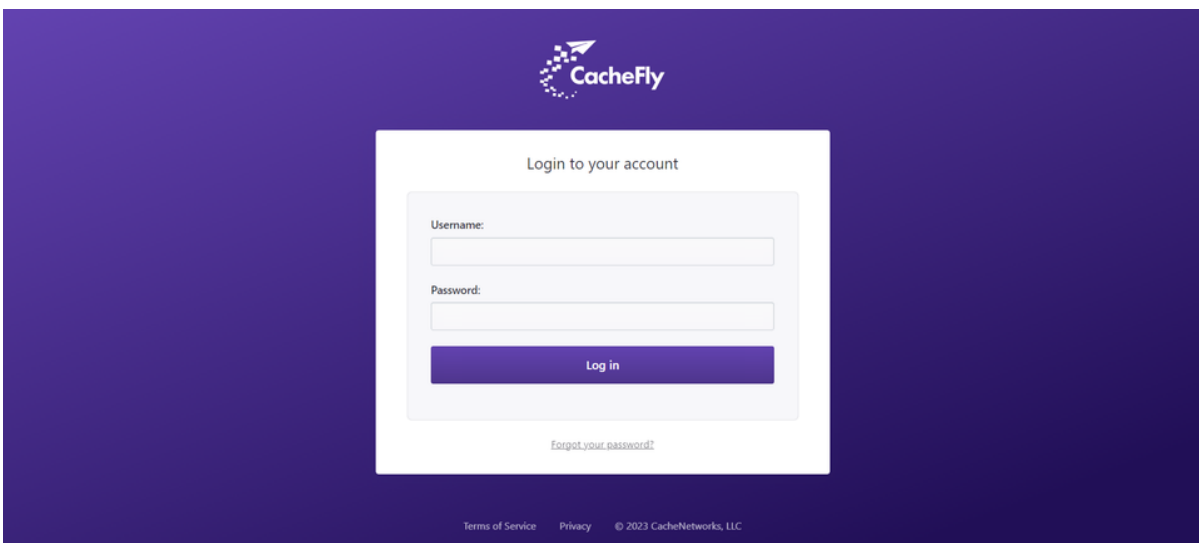 CacheFly
Login to your account
Username:
Password:
Log in
Forgot your password?
Terms of Service Privacy © 2023 CacheNetworks, LLC